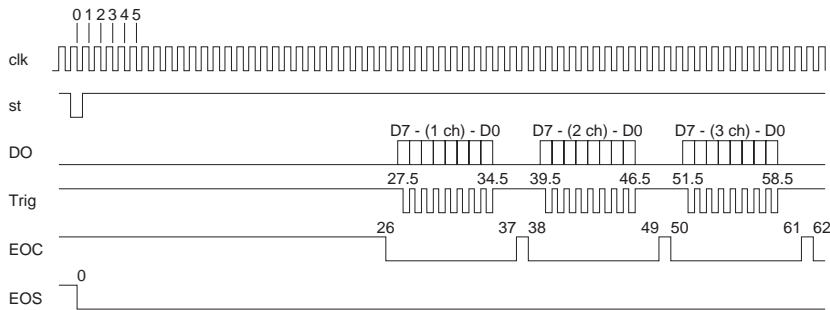 0 1 2 3 4 5
clk
st
D7 - (1 ch) - D0 D7 - (2 ch) - D0 D7 - (3 ch) - D0
DO
27.5 34.5 39.5 46.5 51.5 58.5
Trig
26 37 38 49 50 61 62
EOC
0
EOS